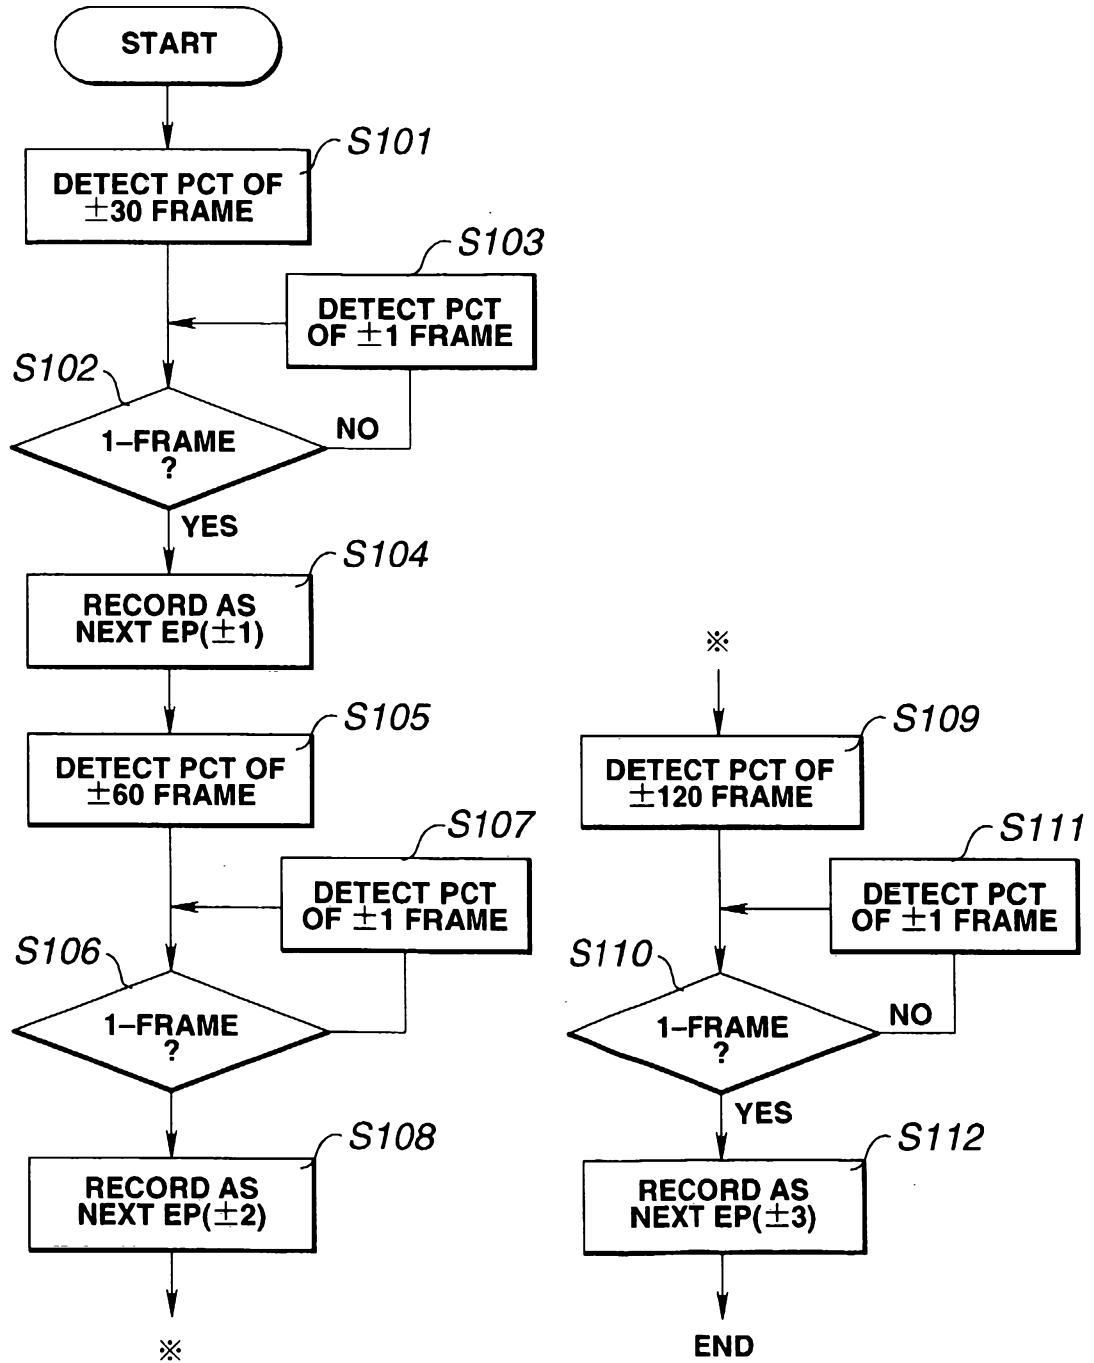 START
S101
DETECT PCT OF
±30 FRAME
S103
DETECT PCT
OF ±1 FRAME
S102
1–FRAME
?
NO
YES
S104
RECORD AS
NEXT EP(±1)
S105
DETECT PCT OF
±60 FRAME
S107
DETECT PCT
OF ±1 FRAME
S106
1–FRAME
?
S108
RECORD AS
NEXT EP(±2)
※
※
S109
DETECT PCT OF
±120 FRAME
S111
DETECT PCT
OF ±1 FRAME
S110
1–FRAME
?
NO
YES
S112
RECORD AS
NEXT EP(±3)
END